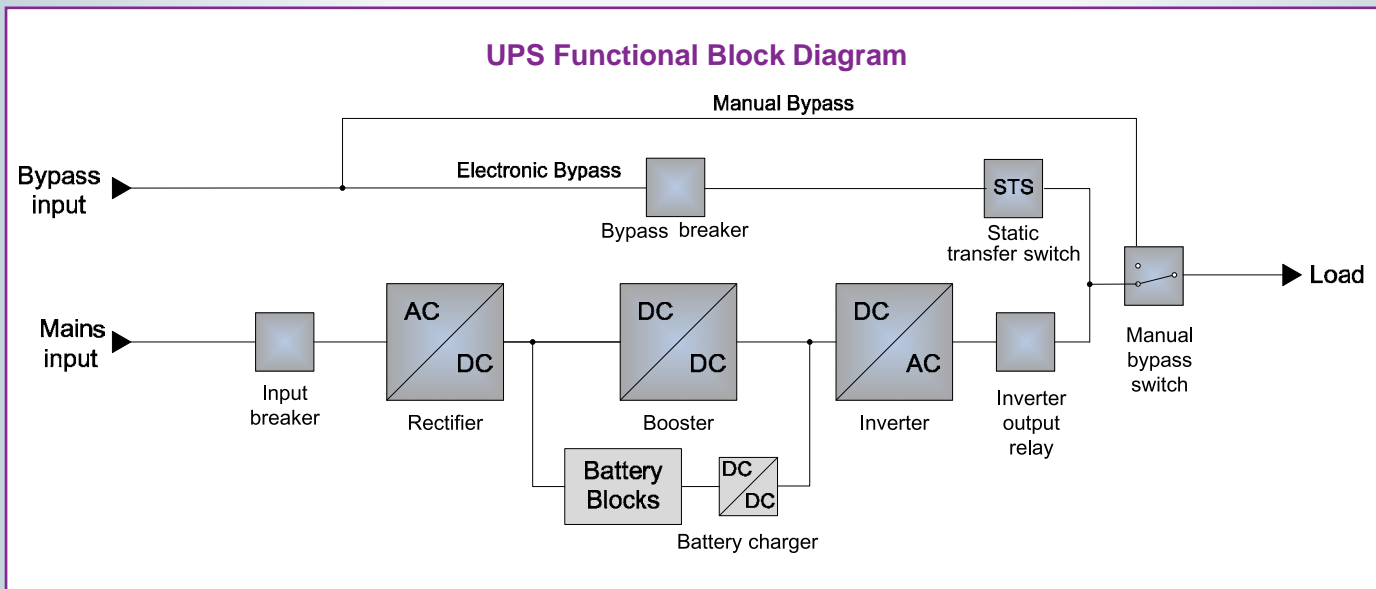 UPS Functional Block Diagram
Manual Bypass
Bypass
input
Electronic Bypass
Bypass breaker
STS
Static
transfer switch
Load
Manual
bypass
switch
Mains
input
Input
breaker
AC
DC
Rectifier
DC
DC
Booster
DC
AC
Inverter
Inverter
output
relay
Battery
Blocks
DC
DC
Battery charger